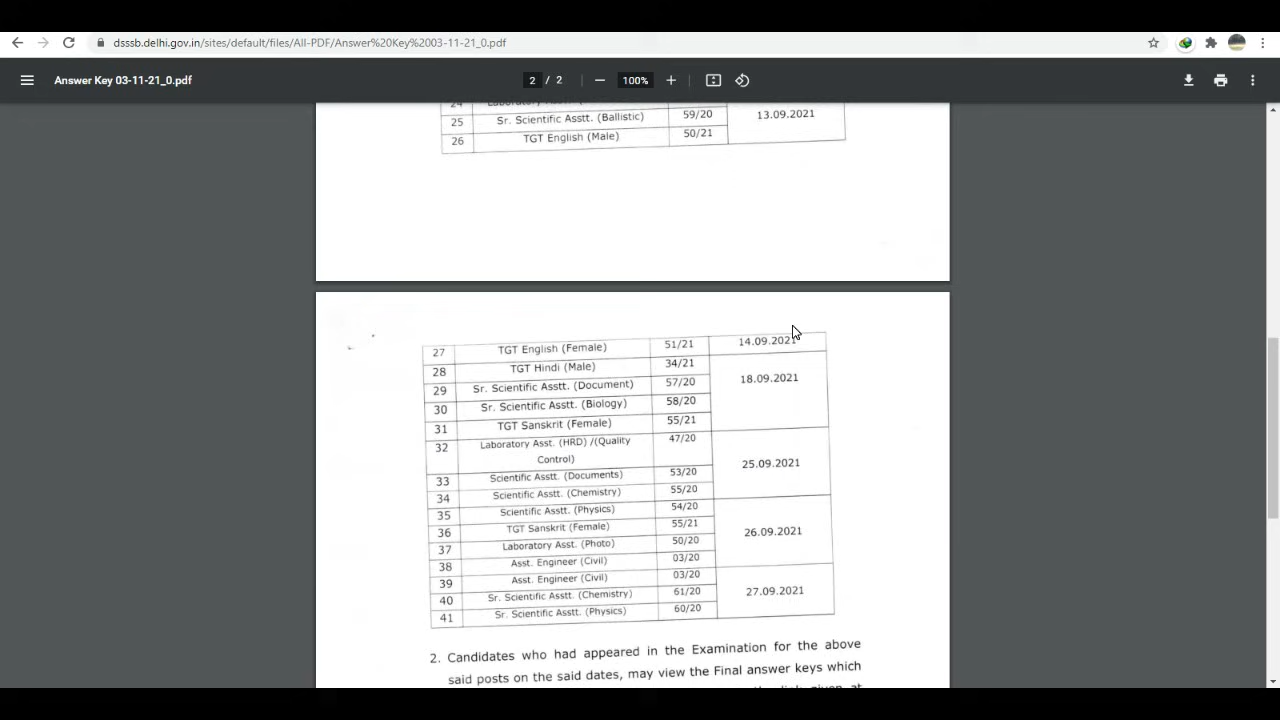 dsssb.delhi.gov.in/sites/default/files/All-PDF/Answer%20Key%2003-11-21_0.pdf
Answer Key 03-11-21_0.pdf
2 / 2
100%
24
25 Sr. Scientific Asstt. (Ballistic) 59/20 13.09.2021
26 TGT English (Male) 50/21
27 TGT English (Female) 51/21 14.09.2021
28 TGT Hindi (Male) 34/21
29 Sr. Scientific Asstt. (Document) 57/20 18.09.2021
30 Sr. Scientific Asstt. (Biology) 58/20
31 TGT Sanskrit (Female) 55/21
32 Laboratory Asst. (HRD) /(Quality 47/20
Control)
33 Scientific Asstt. (Documents) 53/20 25.09.2021
34 Scientific Asstt. (Chemistry) 55/20
35 Scientific Asstt. (Physics) 54/20
36 TGT Sanskrit (Female) 55/21
37 Laboratory Asst. (Photo) 50/20 26.09.2021
38 Asst. Engineer (Civil) 03/20
39 Asst. Engineer (Civil) 03/20
40 Sr. Scientific Asstt. (Chemistry) 61/20 27.09.2021
41 Sr. Scientific Asstt. (Physics) 60/20
2. Candidates who had appeared in the Examination for the above
said posts on the said dates, may view the Final answer keys which